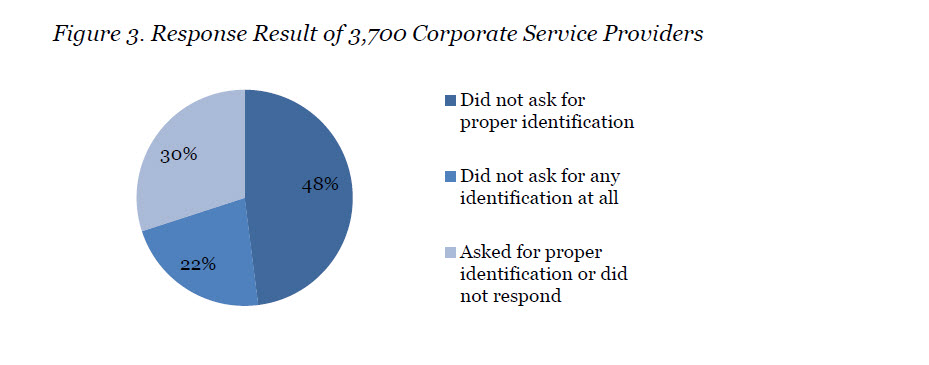 Figure 3. Response Result of 3,700 Corporate Service Providers
30%
48%
22%
Did not ask for
proper identification
Did not ask for any
identification at all
Asked for proper
identification or did
not respond